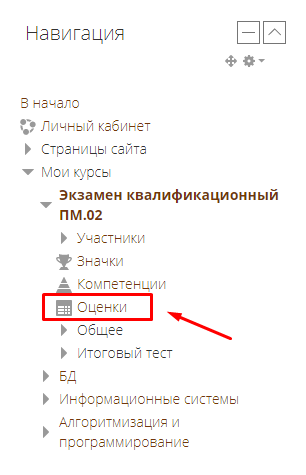 Навигация
В начало
Личный кабинет
Страницы сайта
Мои курсы
Экзамен квалификационный
ПМ.02
Участники
Значки
Компетенции
Оценки
Общее
Итоговый тест
БД
Информационные системы
Алгоритмизация и
программирование